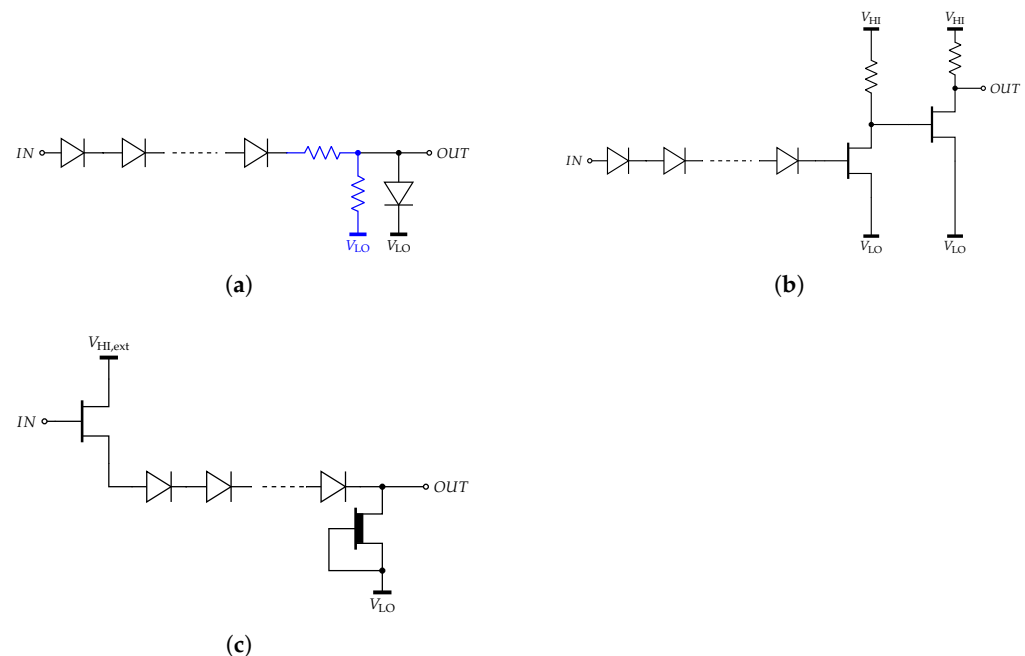 IN
OUT
V_LO
V_LO
(a)
V_HI
V_HI
OUT
IN
V_LO
V_LO
(b)
V_HI,ext
IN
OUT
V_LO
(c)